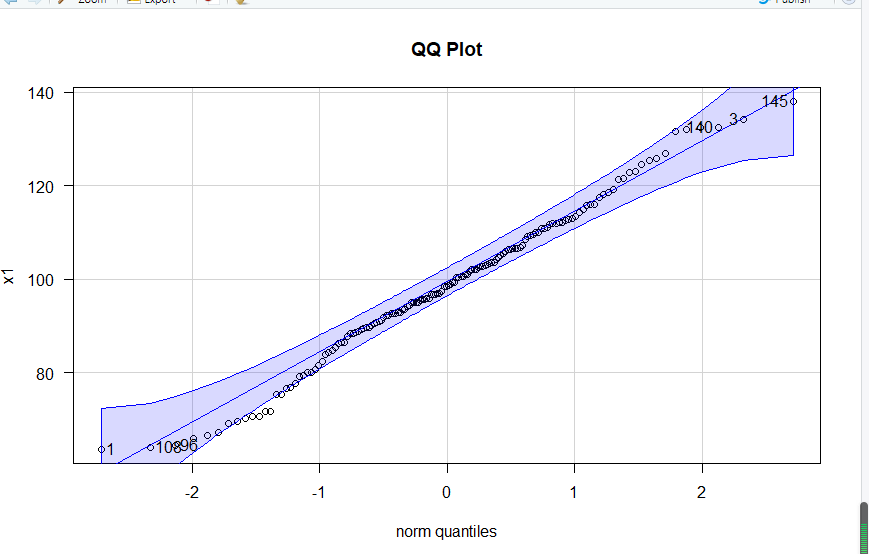 Zoom Export Publish
QQ Plot
140
120
100
80
x1
1
108
96
140
3
145
-2 -1 0 1 2
norm quantiles